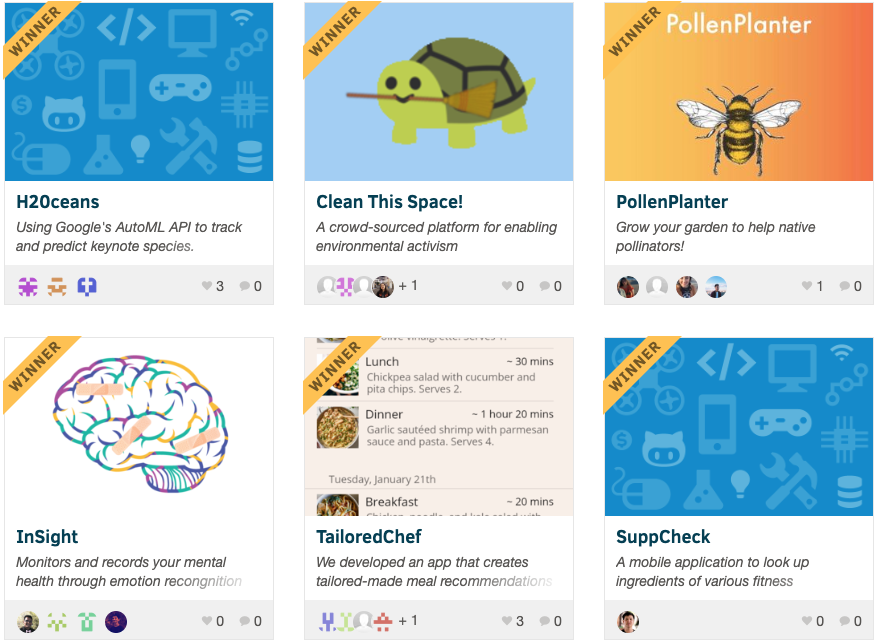 WINNER
H20ceans
Using Google's AutoML API to track
and predict keynote species.
3 0
WINNER
Clean This Space!
A crowd-sourced platform for enabling
environmental activism
+ 1
0 0
WINNER
PollenPlanter
PollenPlanter
Grow your garden to help native
pollinators!
1 0
WINNER
InSight
Monitors and records your mental
health through emotion recongnition
0 0
WINNER
Lunch ~ 30 mins
Chickpea salad with cucumber and
pita chips. Serves 2.
Dinner ~ 1 hour 20 mins
Garlic sautéed shrimp with parmesan
sauce and pasta. Serves 4.
Tuesday, January 21th
Breakfast ~ 20 mins
TailoredChef
We developed an app that creates
tailored-made meal recommendations
+ 1
3 0
WINNER
SuppCheck
A mobile application to look up
ingredients of various fitness
0 0